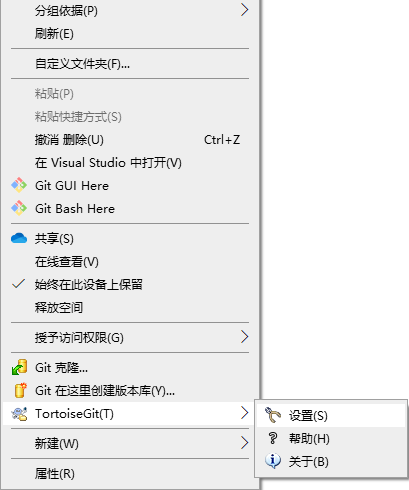 分组依据(P)
刷新(E)
自定义文件夹(F)...
粘贴(P)
粘贴快捷方式(S)
撤消 删除(U) Ctrl+Z
在 Visual Studio 中打开(V)
Git GUI Here
Git Bash Here
共享(S)
在线查看(V)
始终在此设备上保留
释放空间
授予访问权限(G)
Git 克隆...
Git 在这里创建版本库(Y)...
TortoiseGit(T)
设置(S)
新建(W)
帮助(H)
关于(B)
属性(R)